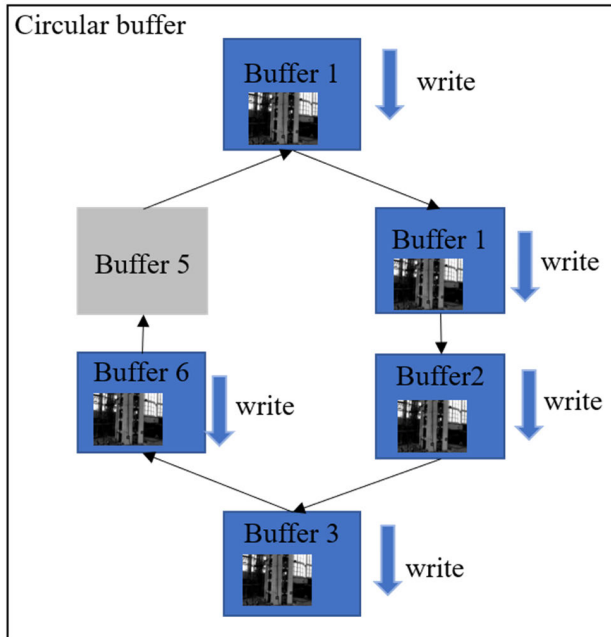 Circular buffer
Buffer 1
write
Buffer 1
write
Buffer 5
Buffer 6
write
Buffer2
write
Buffer 3
write